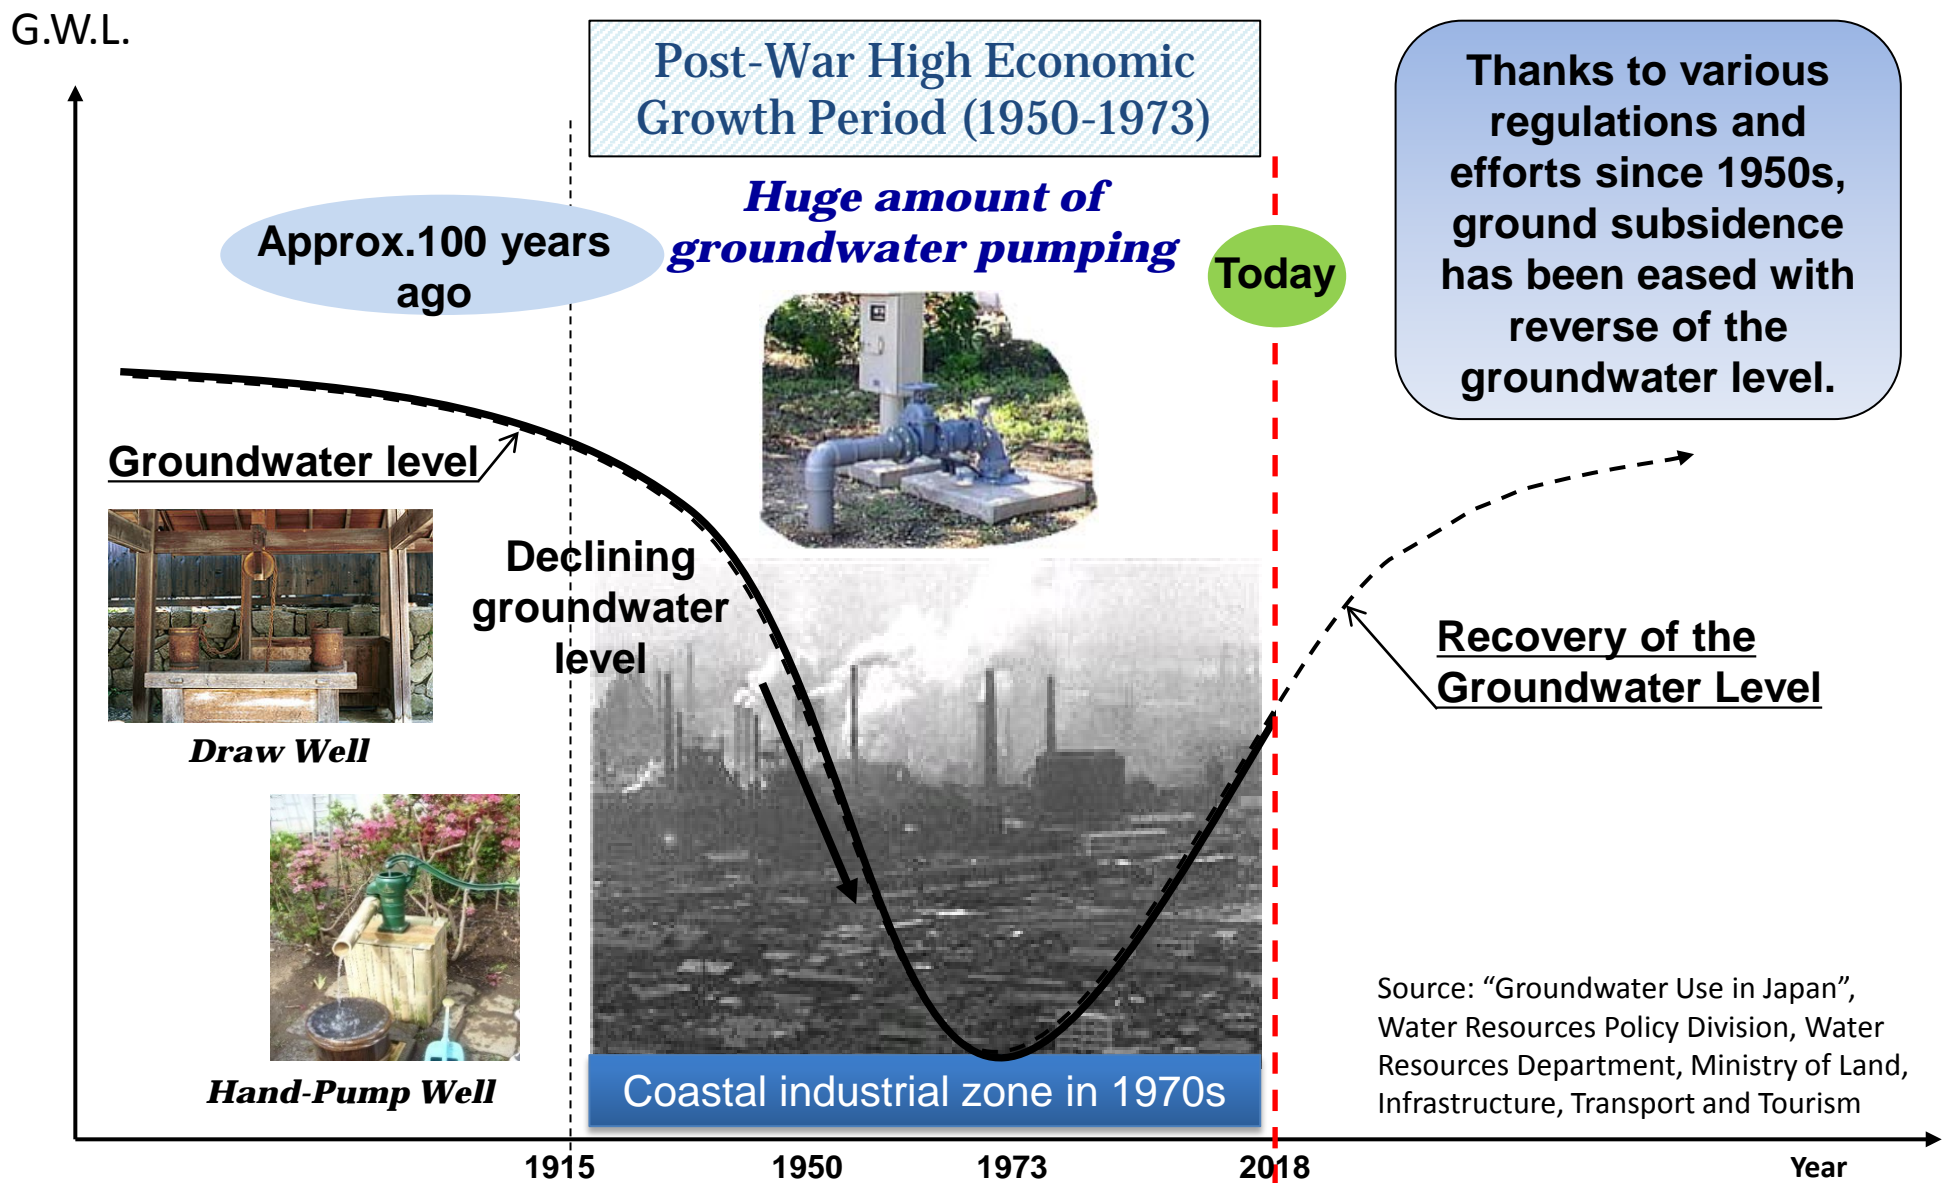 G.W.L.
Post-War High Economic
Growth Period (1950-1973)
Thanks to various
regulations and
efforts since 1950s,
ground subsidence
has been eased with
reverse of the
groundwater level.
Approx.100 years
ago
Huge amount of
groundwater pumping
Today
Groundwater level
Declining
groundwater
level
Draw Well
Hand-Pump Well
Recovery of the
Groundwater Level
Coastal industrial zone in 1970s
Source: “Groundwater Use in Japan”,
Water Resources Policy Division, Water
Resources Department, Ministry of Land,
Infrastructure, Transport and Tourism
1915
1950
1973
2018
Year